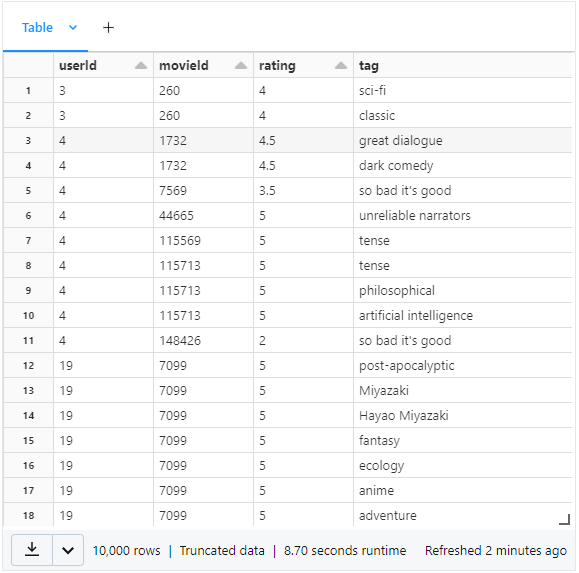 Table +
userId movieId rating tag
1 3 260 4 sci-fi
2 3 260 4 classic
3 4 1732 4.5 great dialogue
4 4 1732 4.5 dark comedy
5 4 7569 3.5 so bad it's good
6 4 44665 5 unreliable narrators
7 4 115569 5 tense
8 4 115713 5 tense
9 4 115713 5 philosophical
10 4 115713 5 artificial intelligence
11 4 148426 2 so bad it's good
12 19 7099 5 post-apocalyptic
13 19 7099 5 Miyazaki
14 19 7099 5 Hayao Miyazaki
15 19 7099 5 fantasy
16 19 7099 5 ecology
17 19 7099 5 anime
18 19 7099 5 adventure
10,000 rows | Truncated data | 8.70 seconds runtime Refreshed 2 minutes ago